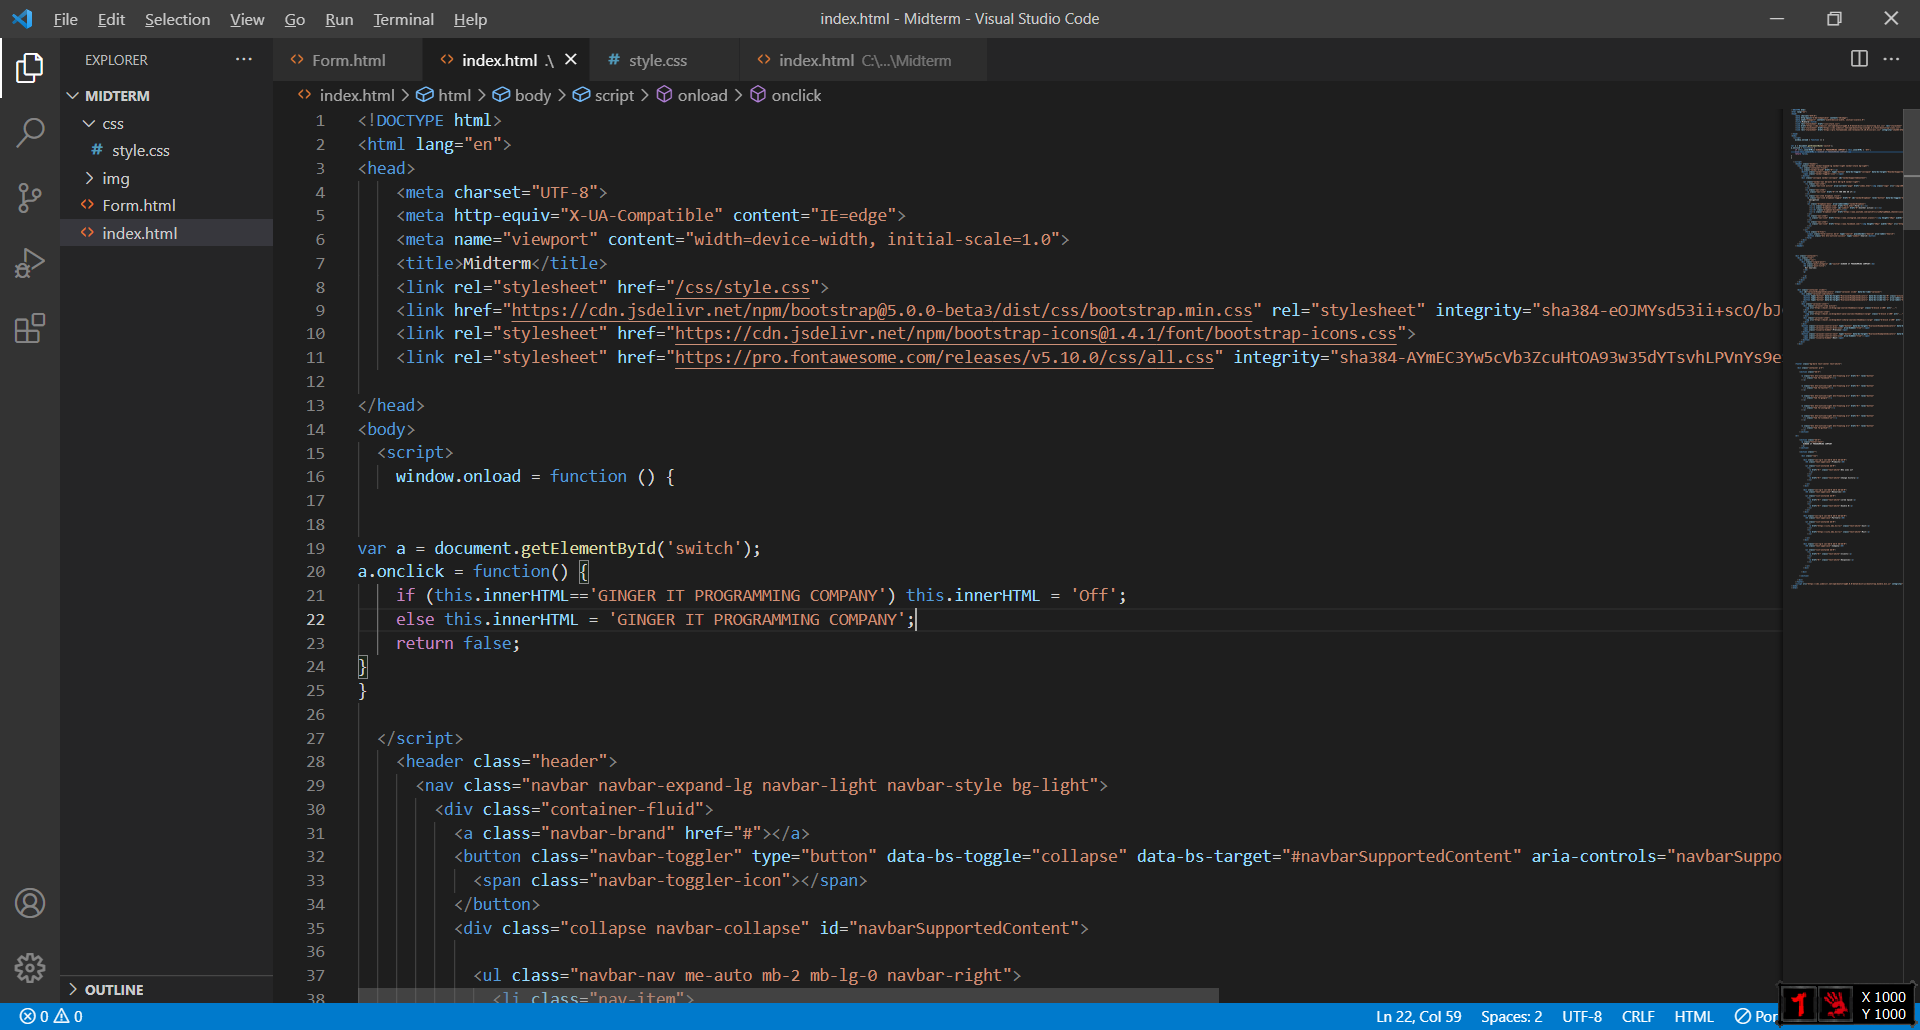 File Edit Selection View Go Run Terminal Help
index.html - Midterm - Visual Studio Code
EXPLORER
MIDTERM
css
# style.css
img
<> Form.html
<> index.html
OUTLINE
<> Form.html
<> index.html .\
# style.css
<> index.html C:\...\Midterm
<> index.html > html > body > script > onload > onclick
1 <!DOCTYPE html>
2 <html lang="en">
3 <head>
4 <meta charset="UTF-8">
5 <meta http-equiv="X-UA-Compatible" content="IE=edge">
6 <meta name="viewport" content="width=device-width, initial-scale=1.0">
7 <title>Midterm</title>
8 <link rel="stylesheet" href="/css/style.css">
9 <link href="https://cdn.jsdelivr.net/npm/bootstrap@5.0.0-beta3/dist/css/bootstrap.min.css" rel="stylesheet" integrity="sha384-eOJMYsd53ii+scO/bJ
10 <link rel="stylesheet" href="https://cdn.jsdelivr.net/npm/bootstrap-icons@1.4.1/font/bootstrap-icons.css">
11 <link rel="stylesheet" href="https://pro.fontawesome.com/releases/v5.10.0/css/all.css" integrity="sha384-AYmEC3Yw5cVb3ZcuHtOA93w35dYTsvhLPVnYs9e
12
13 </head>
14 <body>
15 <script>
16 window.onload = function () {
17
18
19 var a = document.getElementById('switch');
20 a.onclick = function() {
21 if (this.innerHTML=='GINGER IT PROGRAMMING COMPANY') this.innerHTML = 'Off';
22 else this.innerHTML = 'GINGER IT PROGRAMMING COMPANY';
23 return false;
24 }
25 }
26
27 </script>
28 <header class="header">
29 <nav class="navbar navbar-expand-lg navbar-light navbar-style bg-light">
30 <div class="container-fluid">
31 <a class="navbar-brand" href="#"></a>
32 <button class="navbar-toggler" type="button" data-bs-toggle="collapse" data-bs-target="#navbarSupportedContent" aria-controls="navbarSuppo
33 <span class="navbar-toggler-icon"></span>
34 </button>
35 <div class="collapse navbar-collapse" id="navbarSupportedContent">
36
37 <ul class="navbar-nav me-auto mb-2 mb-lg-0 navbar-right">
38 <li class="nav-item">
0 0
Ln 22, Col 59 Spaces: 2 UTF-8 CRLF HTML Por
X 1000
Y 1000